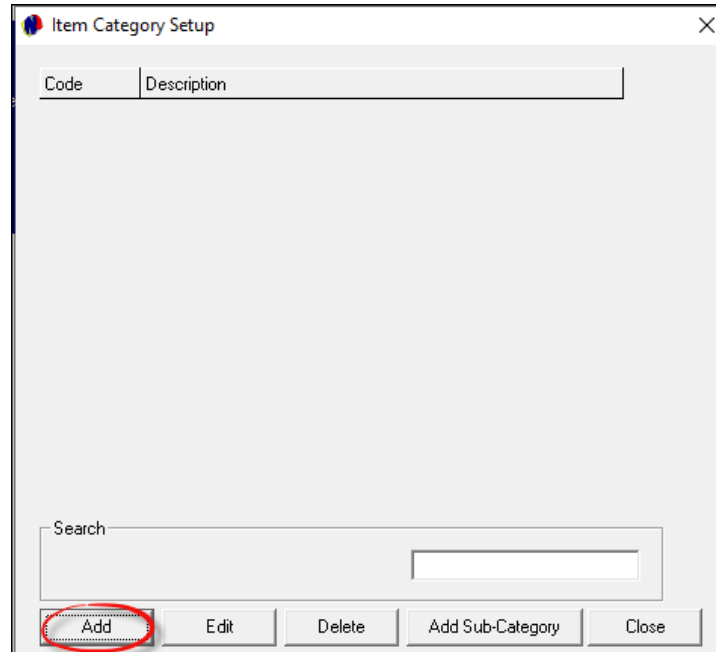 Item Category Setup
Code Description
Search
Add Edit Delete Add Sub-Category Close